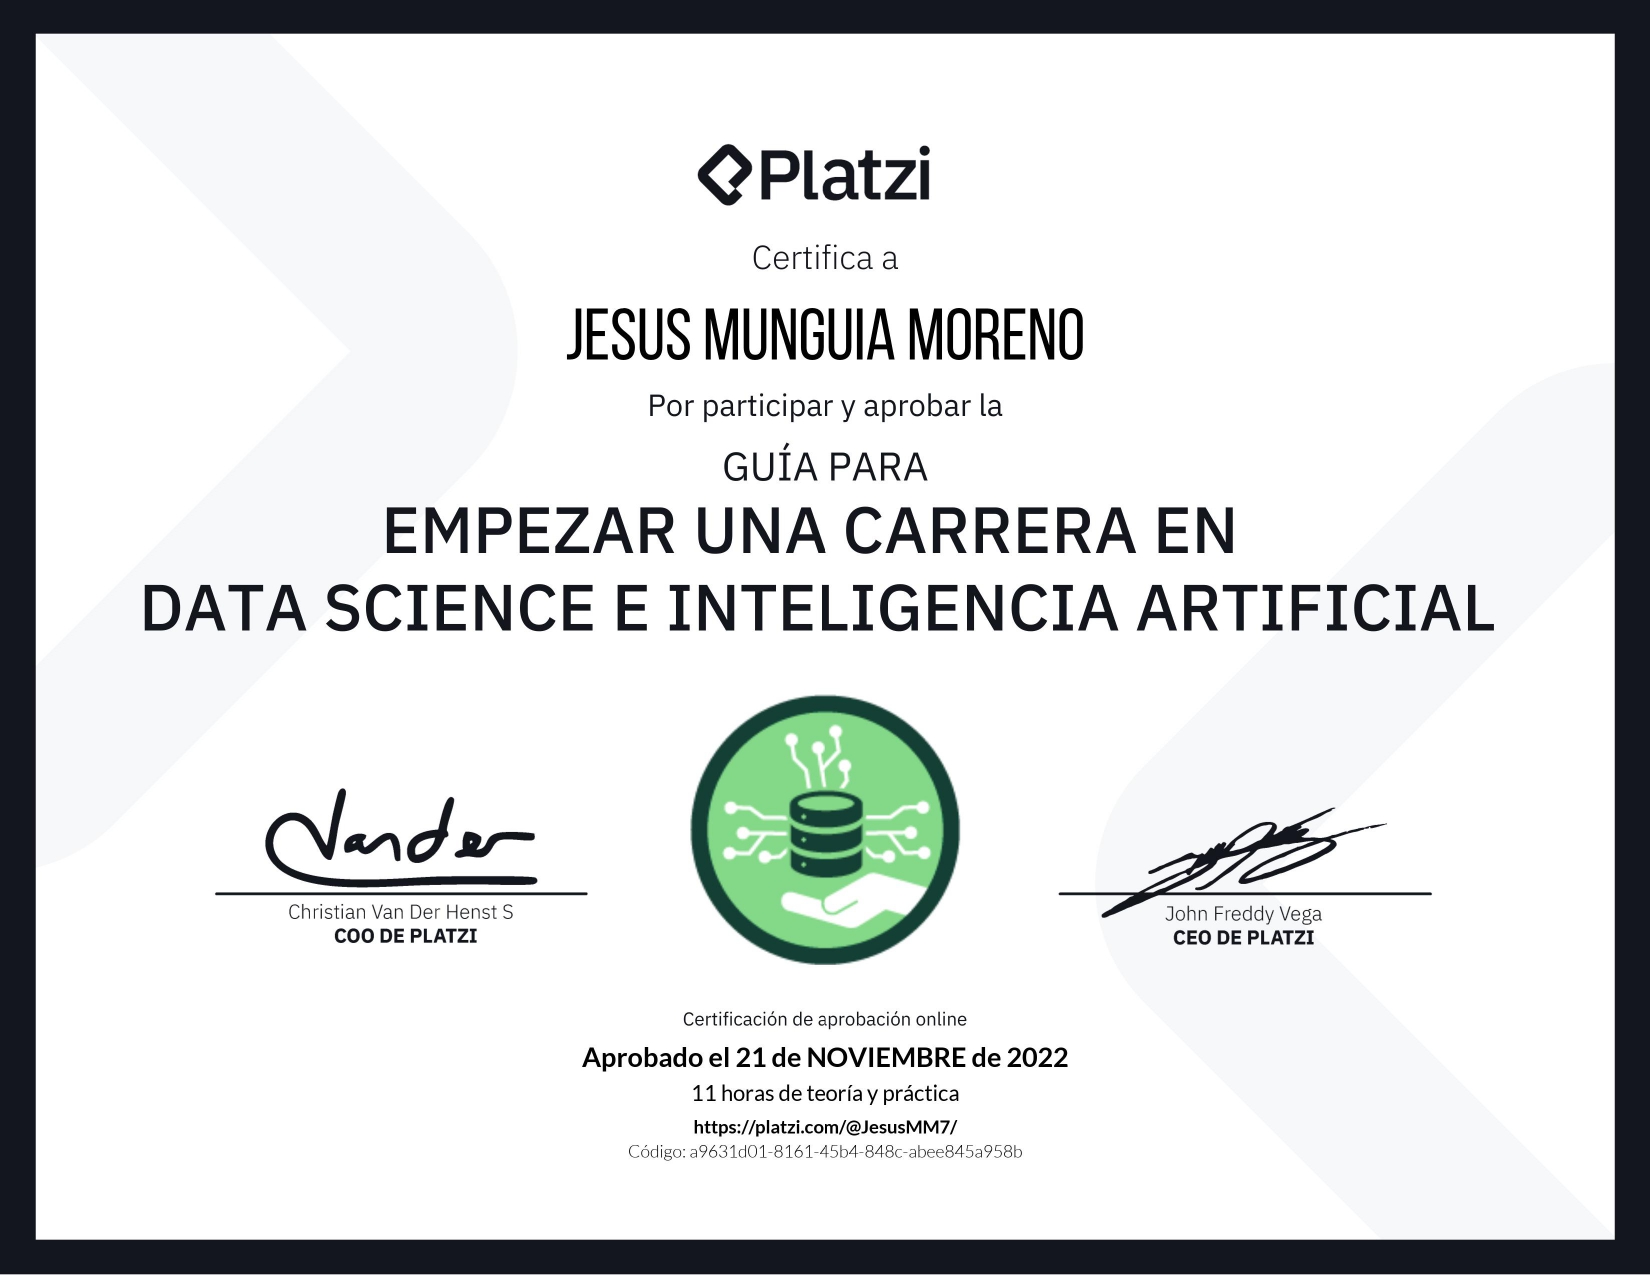 Platzi
Certifica a
JESUS MUNGUIA MORENO
Por participar y aprobar la
GUÍA PARA
EMPEZAR UNA CARRERA EN
DATA SCIENCE E INTELIGENCIA ARTIFICIAL
Vander
Christian Van Der Henst S
COO DE PLATZI
John Freddy Vega
CEO DE PLATZI
Certificación de aprobación online
Aprobado el 21 de NOVIEMBRE de 2022
11 horas de teoría y práctica
https://platzi.com/@JesusMM7/
Código: a9631d01-8161-45b4-848c-abee845a958b